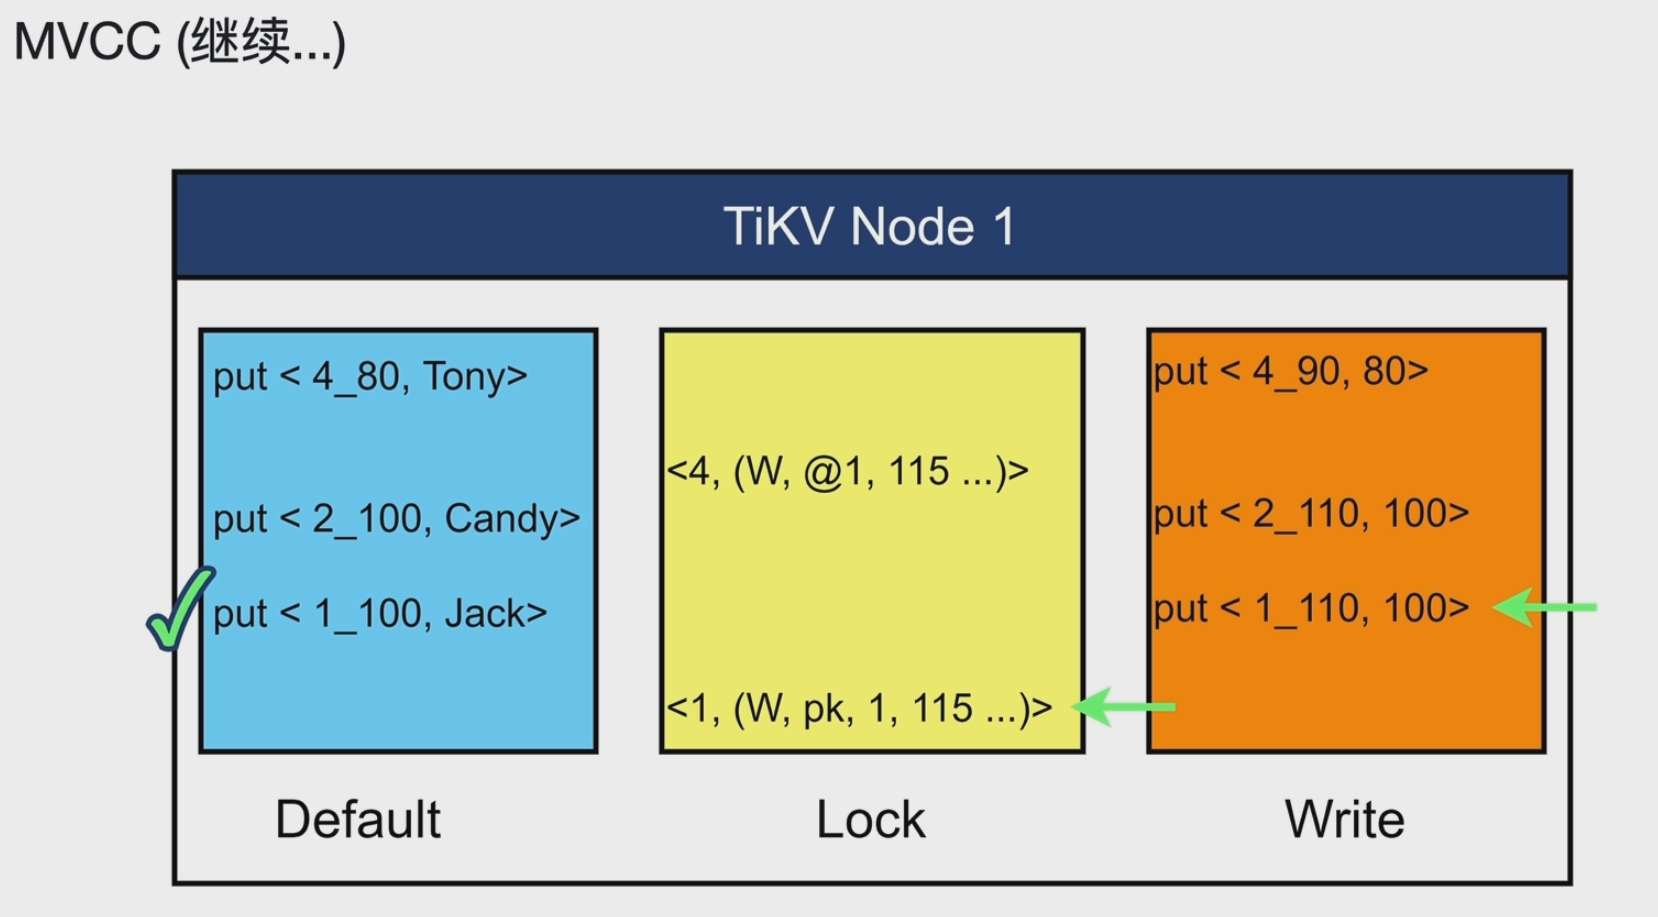 MVCC (继续...)
TiKV Node 1
put < 4_80, Tony>
put < 2_100, Candy>
put < 1_100, Jack>
Default
<4, (W, @1, 115 ...)>
<1, (W, pk, 1, 115 ...)>
Lock
put < 4_90, 80>
put < 2_110, 100>
put < 1_110, 100>
Write